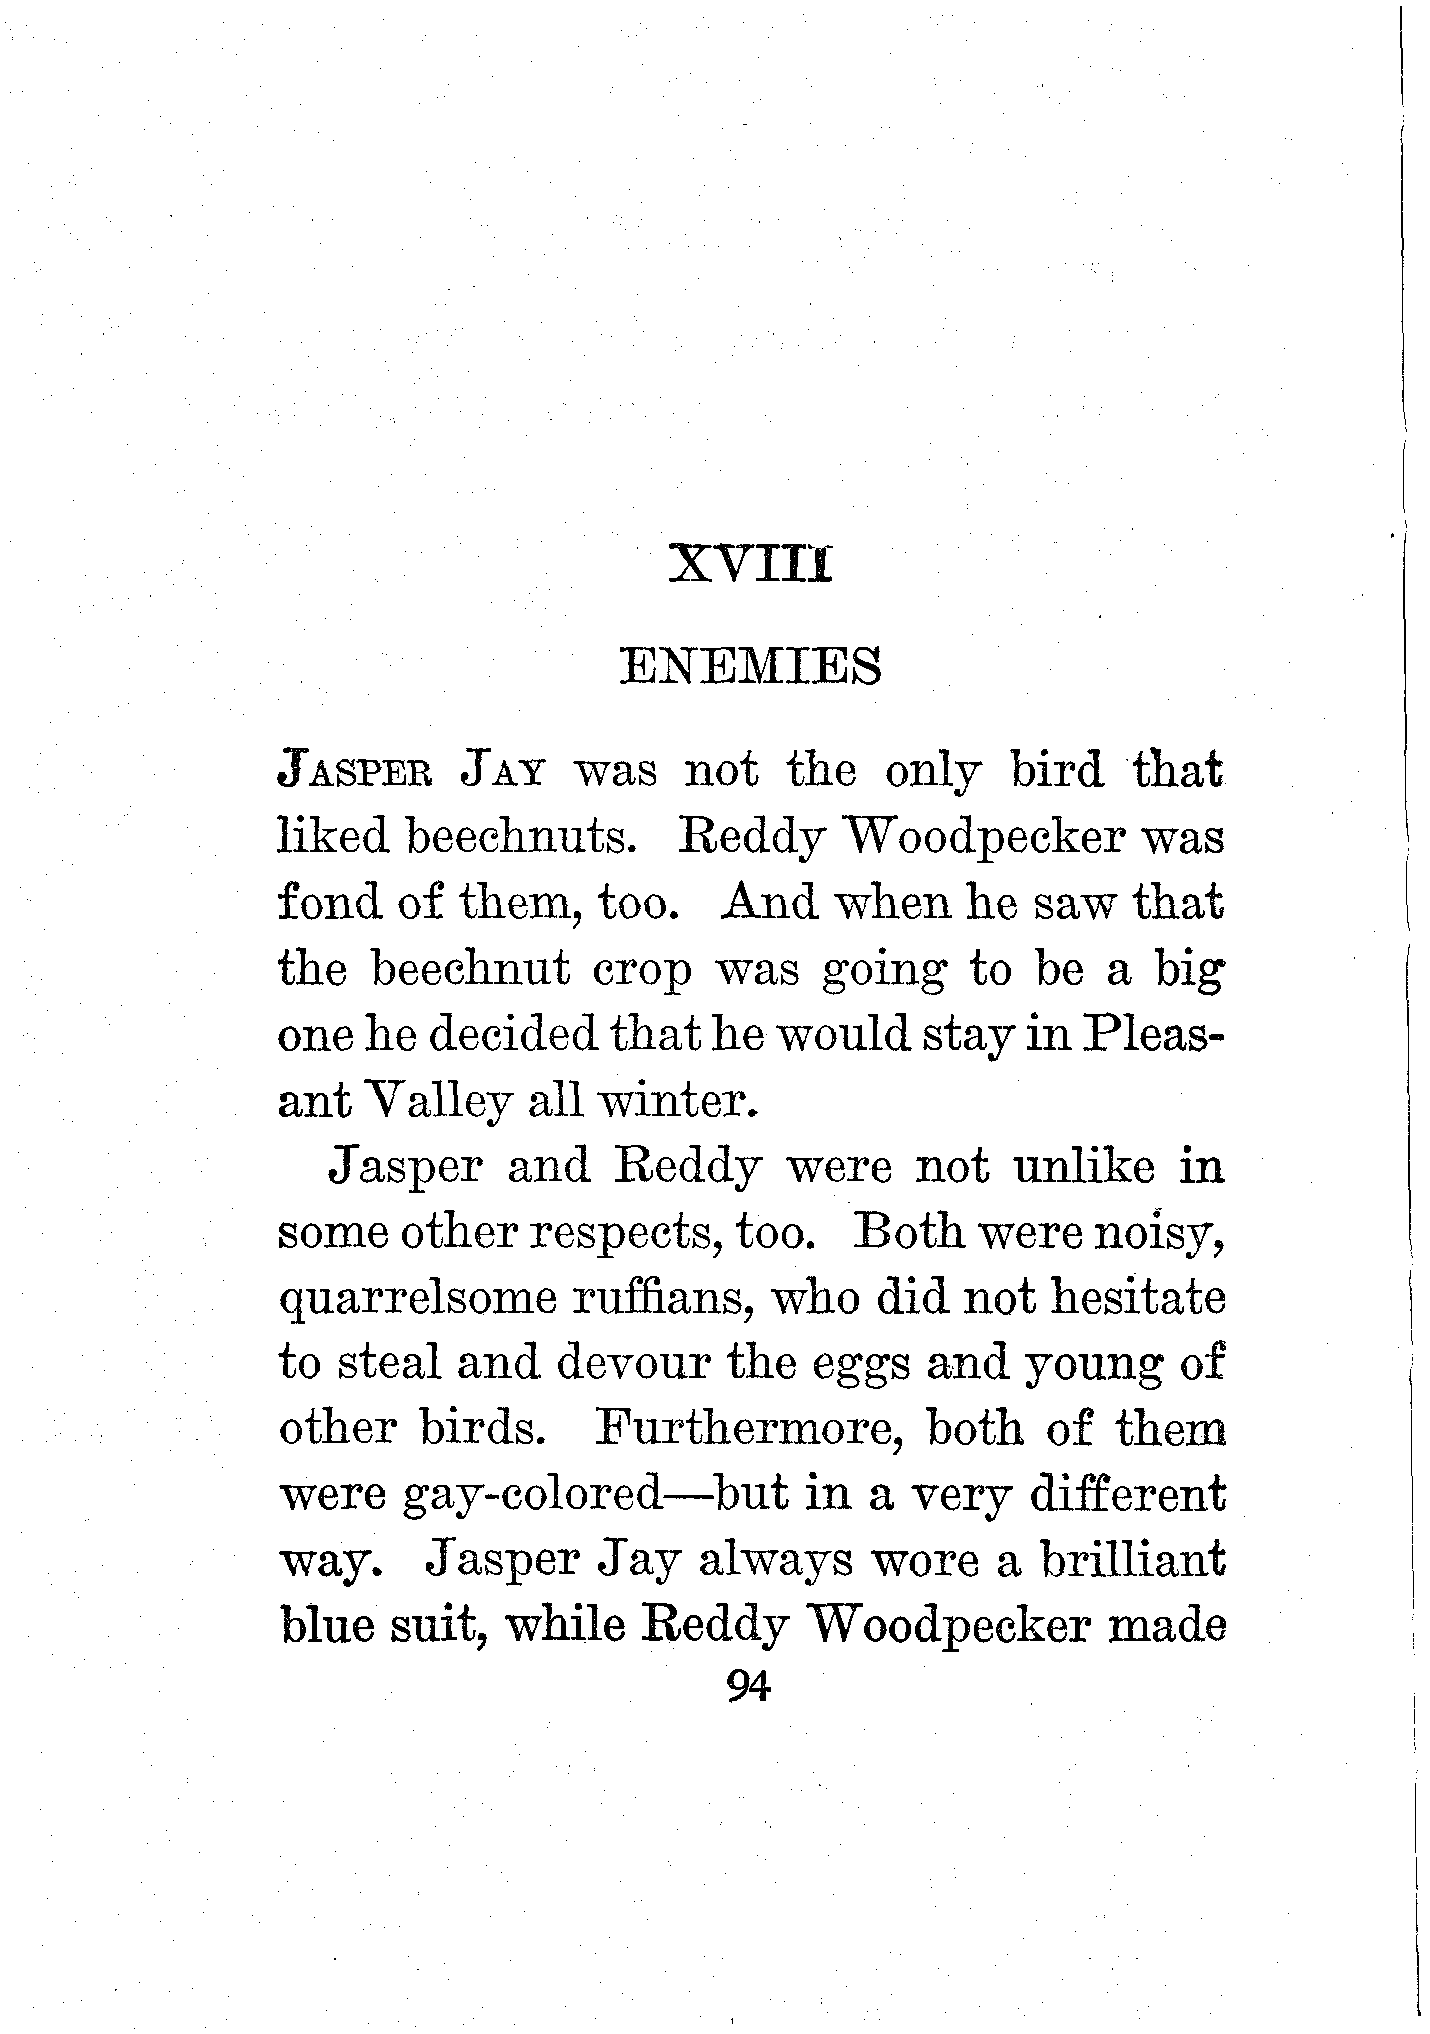 XVIII
ENEMIES
JASPER JAY was not the only bird that
liked beechnuts. Reddy Woodpecker was
fond of them, too. And when he saw that
the beechnut crop was going to be a big
one he decided that he would stay in Pleas-
ant Valley all winter.
Jasper and Reddy were not unlike in
some other respects, too. Both were noisy,
quarrelsome ruffians, who did not hesitate
to steal and devour the eggs and young of
other birds. Furthermore, both of them
were gay-colored—but in a very different
way. Jasper Jay always wore a brilliant
blue suit, while Reddy Woodpecker made
94